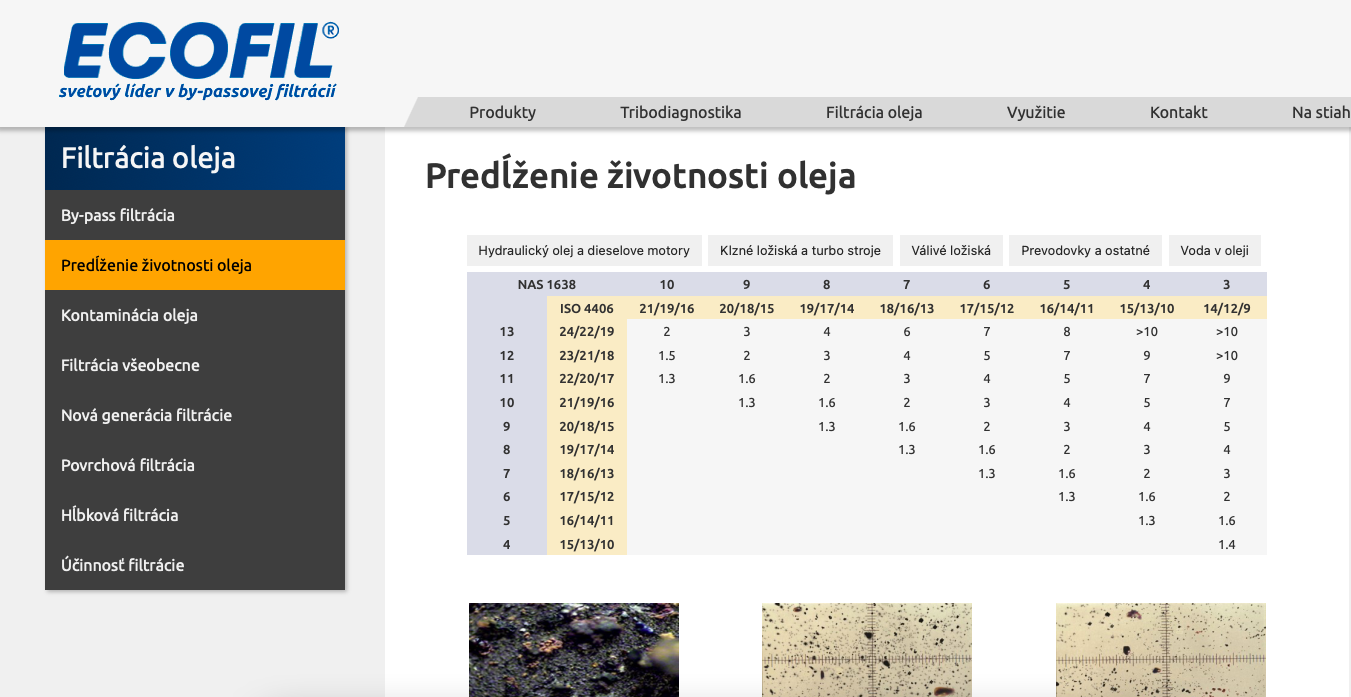 ECOFIL®
svetový líder v by-passovej filtrácií
Produkty Tribodiagnostika Filtrácia oleja Využitie Kontakt Na stiah
Filtrácia oleja
By-pass filtrácia
Predĺženie životnosti oleja
Kontaminácia oleja
Filtrácia všeobecne
Nová generácia filtrácie
Povrchová filtrácia
Hĺbková filtrácia
Účinnosť filtrácie
Predĺženie životnosti oleja
Hydraulický olej a dieselove motory Klzné ložiská a turbo stroje Válivé ložiská Prevodovky a ostatné Voda v oleji
NAS 1638 10 9 8 7 6 5 4 3
ISO 4406 21/19/16 20/18/15 19/17/14 18/16/13 17/15/12 16/14/11 15/13/10 14/12/9
13 24/22/19 2 3 4 6 7 8 >10 >10
12 23/21/18 1.5 2 3 4 5 7 9 >10
11 22/20/17 1.3 1.6 2 3 4 5 7 9
10 21/19/16 1.3 1.6 2 3 4 5 7
9 20/18/15 1.3 1.6 2 3 4 5
8 19/17/14 1.3 1.6 2 3 4
7 18/16/13 1.3 1.6 2 3
6 17/15/12 1.3 1.6 2
5 16/14/11 1.3 1.6
4 15/13/10 1.4